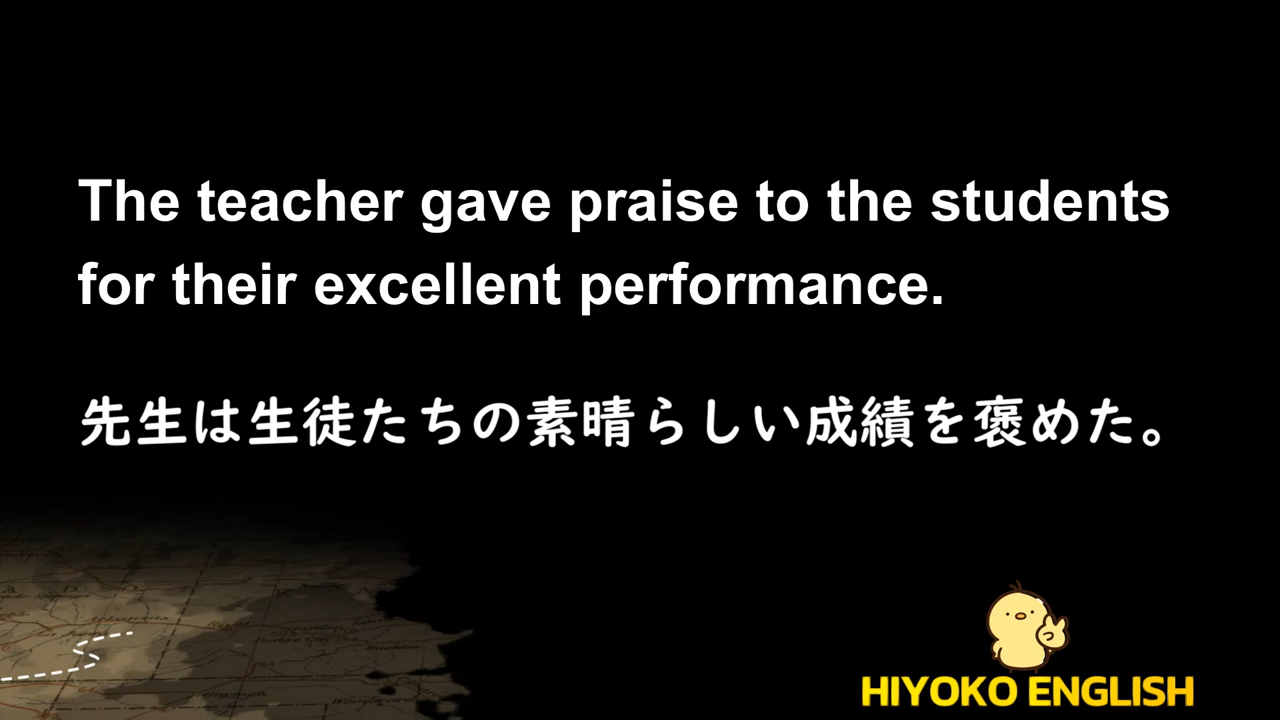 The teacher gave praise to the students
for their excellent performance.
先生は生徒たちの素晴らしい成績を褒めた。
HIYOKO ENGLISH